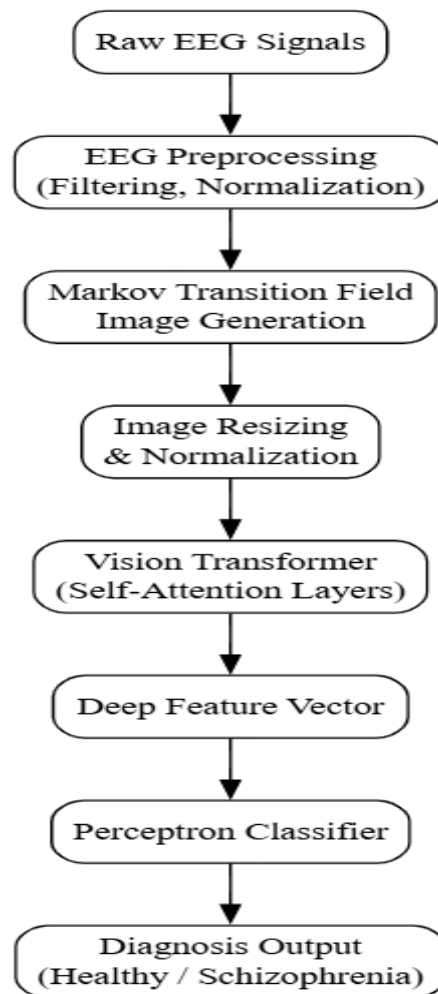 Raw EEG Signals
EEG Preprocessing
(Filtering, Normalization)
Markov Transition Field
Image Generation
Image Resizing
& Normalization
Vision Transformer
(Self-Attention Layers)
Deep Feature Vector
Perceptron Classifier
Diagnosis Output
(Healthy / Schizophrenia)